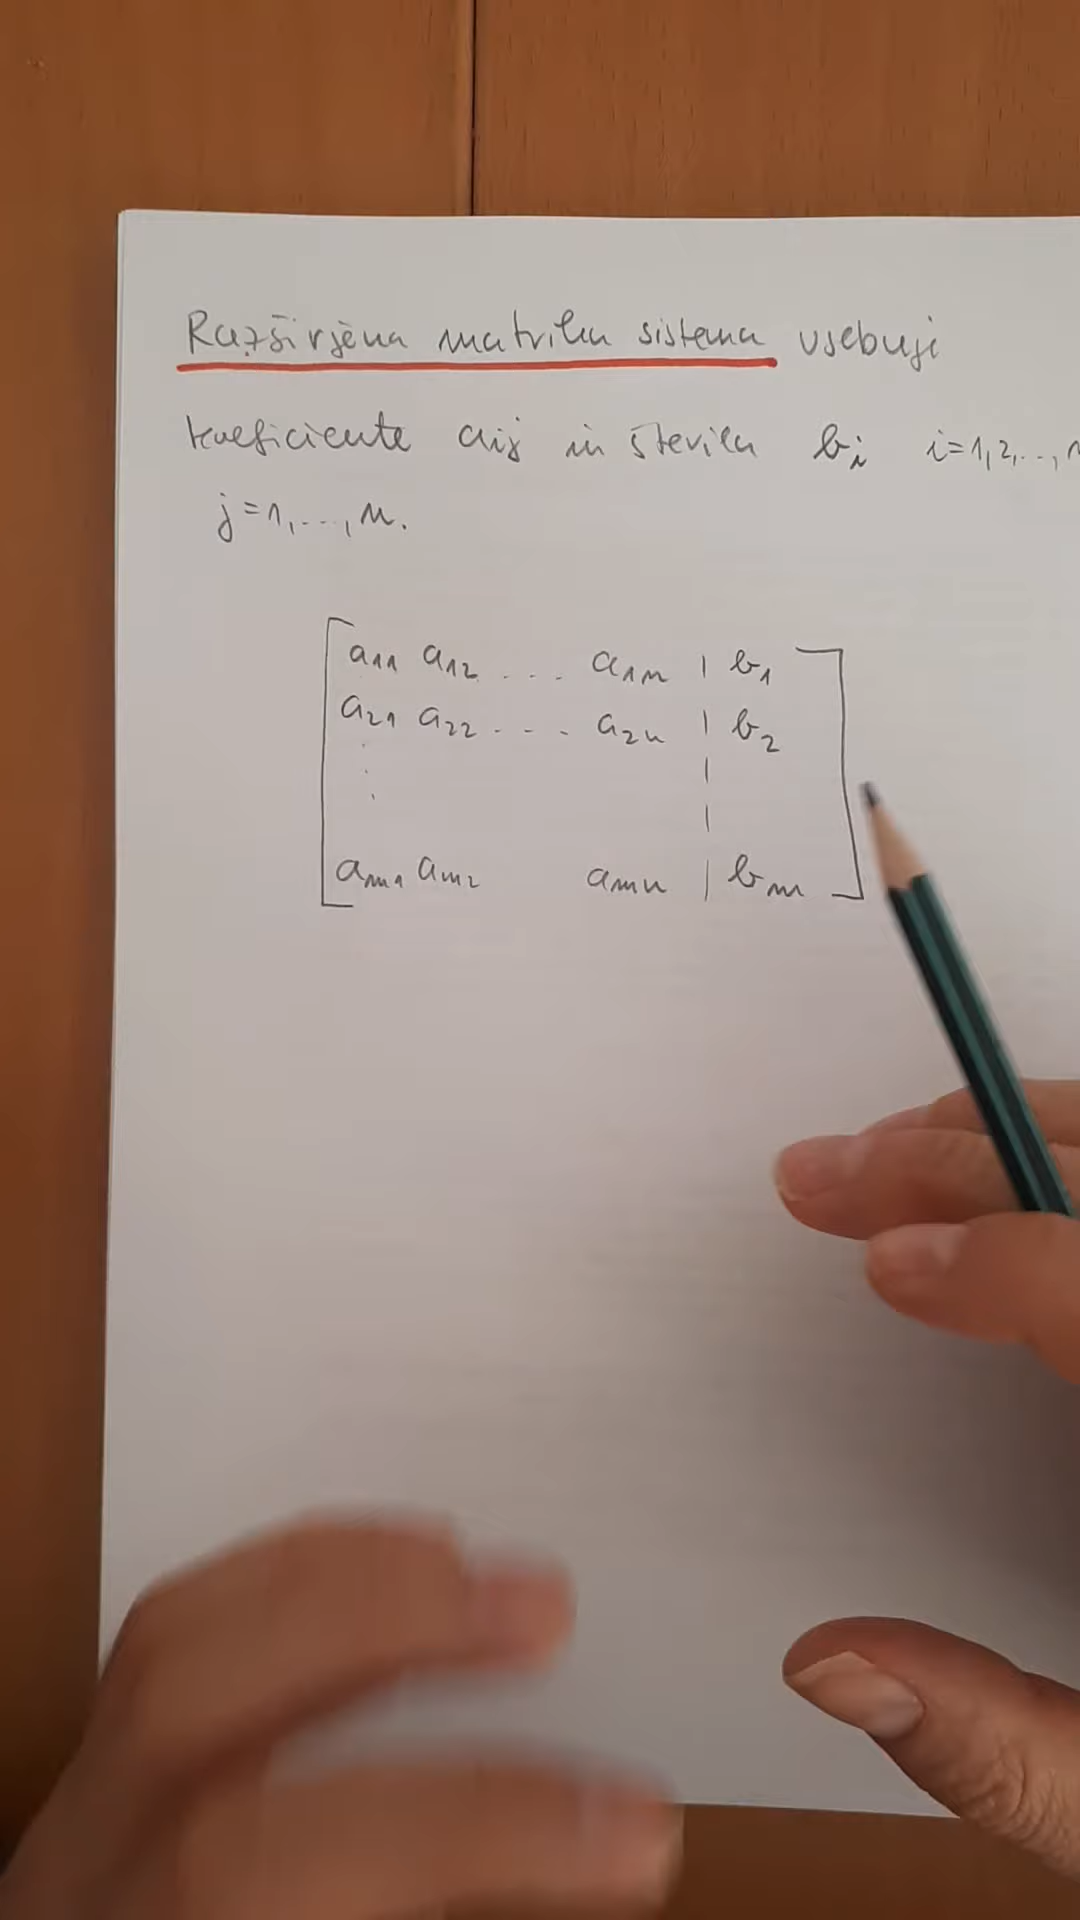 Razširjena matrika sistema vsebuje
koeficiente aij in števila bi i=1,2,...,m
j=1,...,n.
a11 a12 ... a1n | b1
a21 a22 ... a2n | b2
⋮ |
|
am1 am2 amn | bm